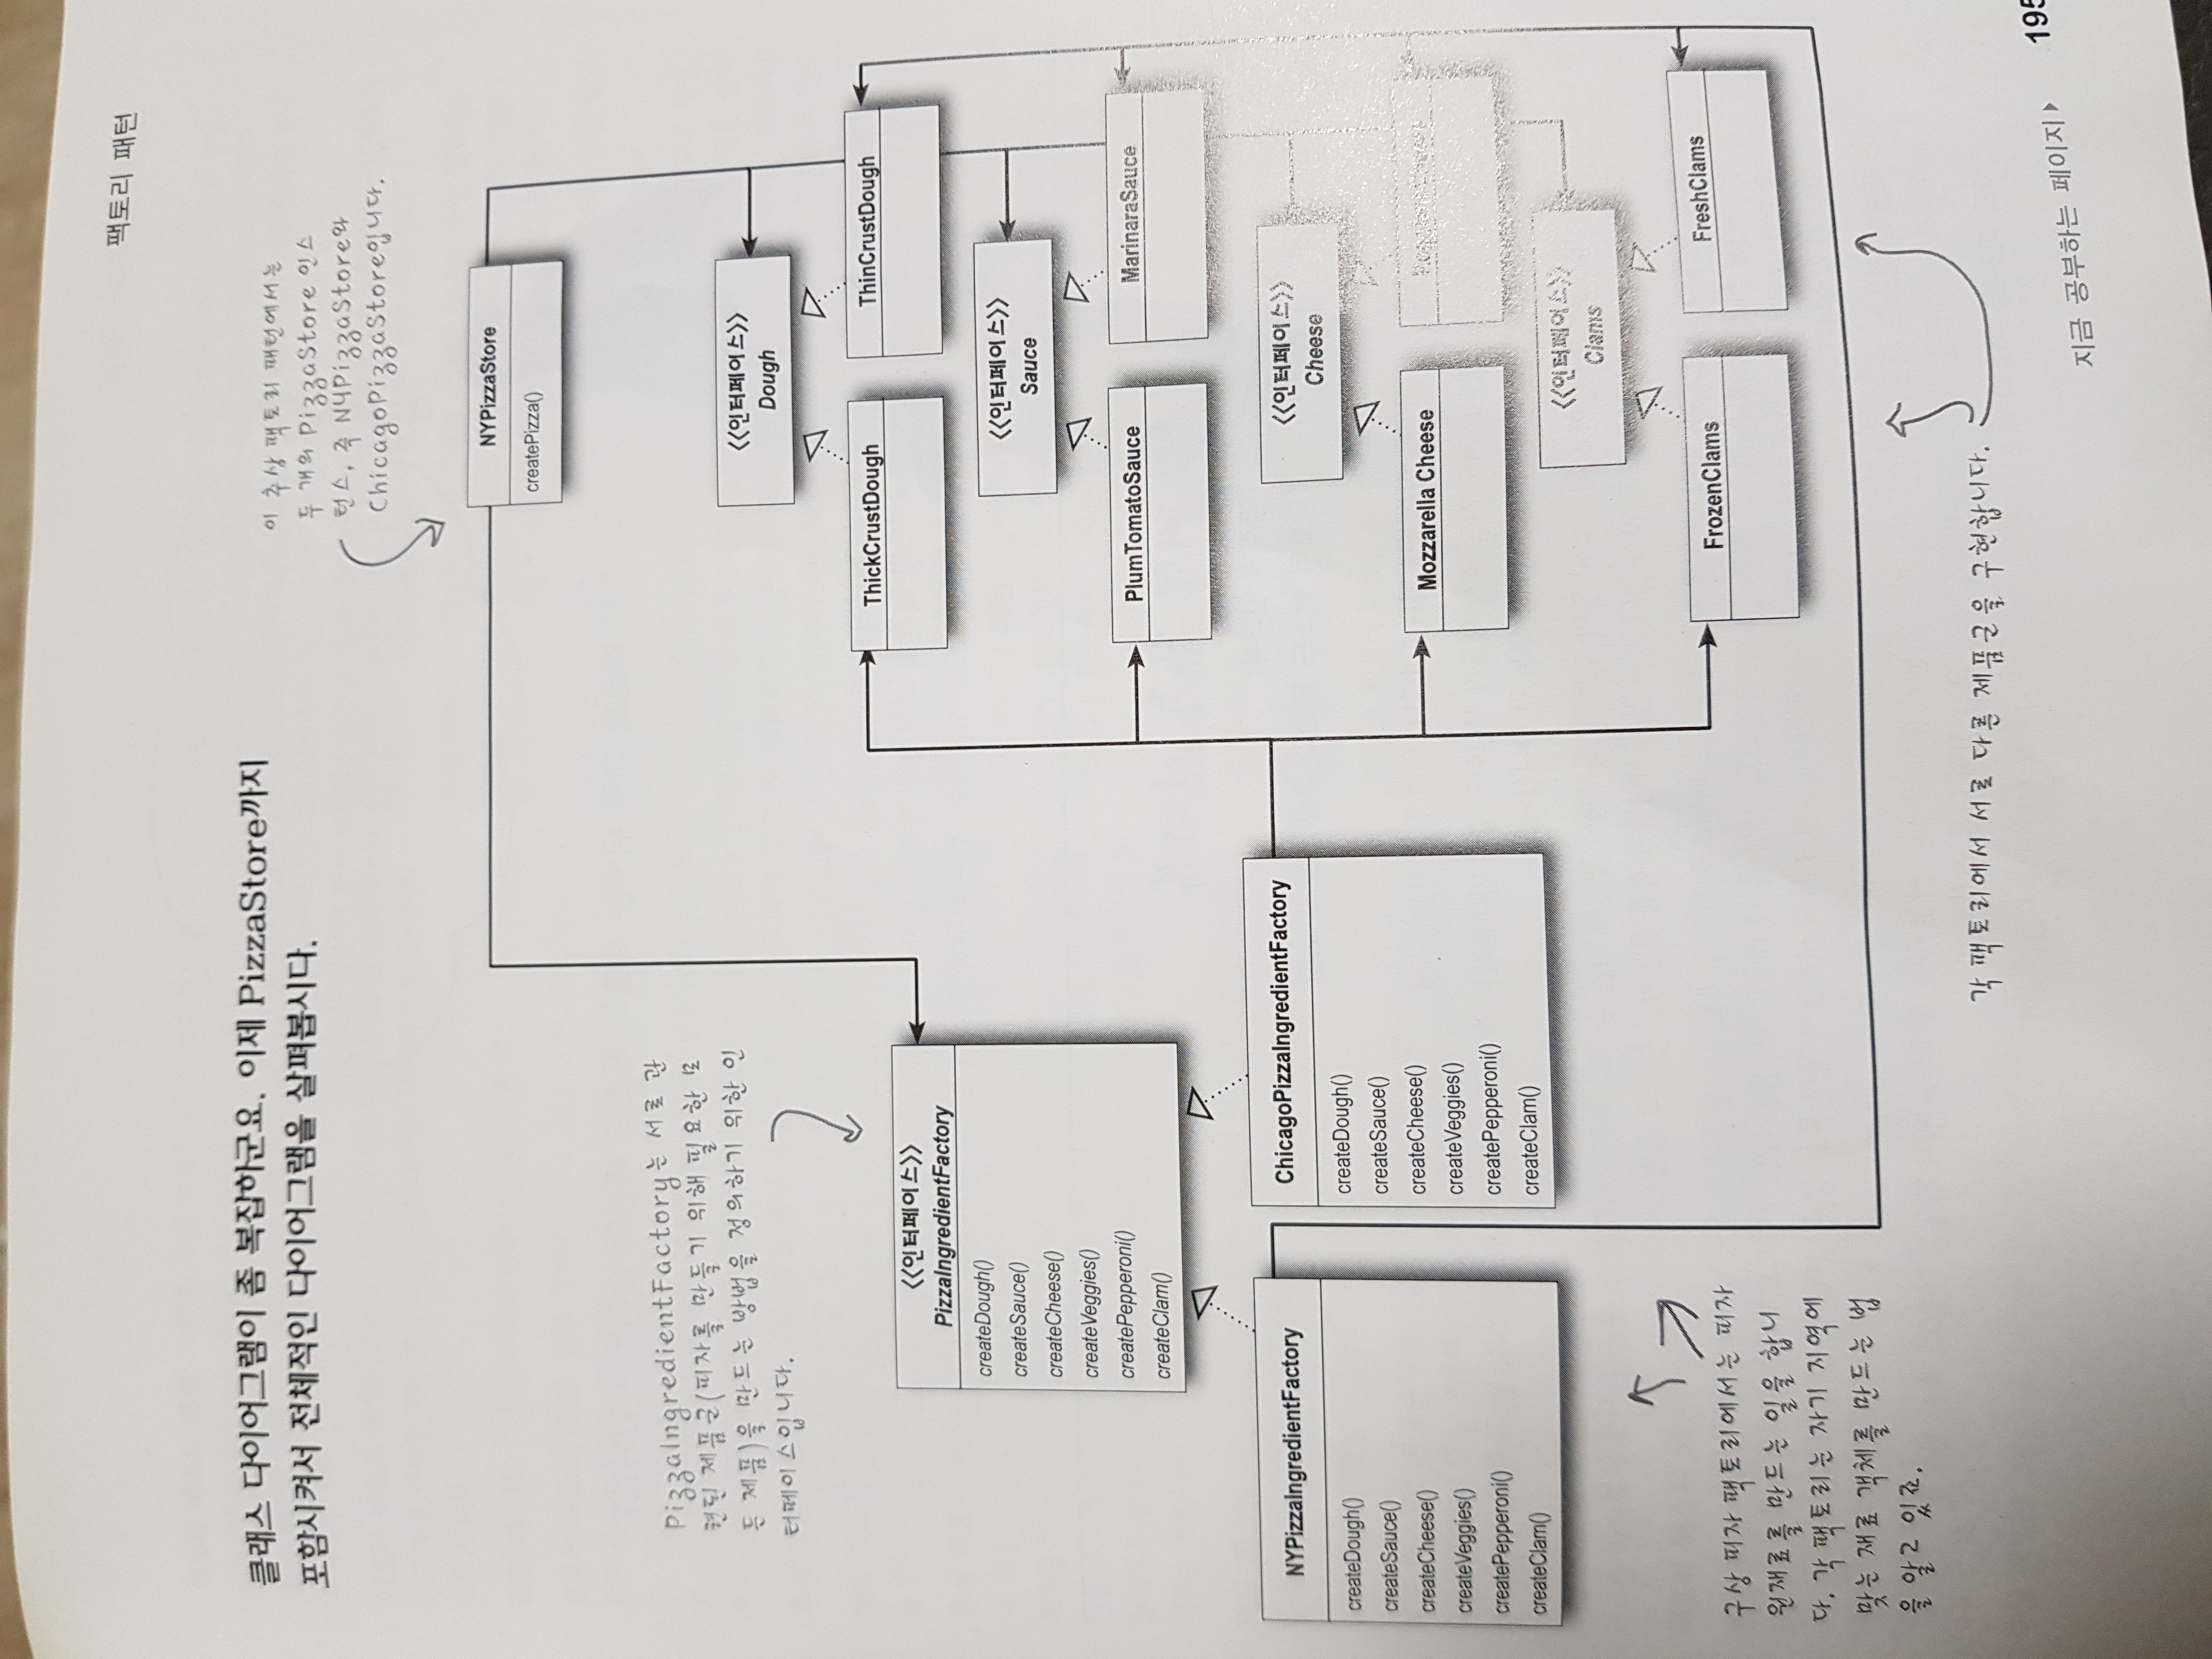 팩토리 패턴
클래스 다이어그램이 좀 복잡하군요. 이제 PizzaStore까지
포함시켜서 전체적인 다이어그램을 살펴봅시다.
이 추상 팩토리 패턴에서는
두 개의 PizzaStore 인스
턴스, 즉 NYPizzaStore와
ChicagoPizzaStore입니다.
NYPizzaStore
createPizza()
PizzaIngredientFactory는 서로 관
련된 제품군(피자를 만들기 위해 필요한 모
든 제품)을 만드는 방법을 정의하기 위한 인
터페이스입니다.
<<인터페이스>>
PizzaIngredientFactory
createDough()
createSauce()
createCheese()
createVeggies()
createPepperoni()
createClam()
NYPizzaIngredientFactory
createDough()
createSauce()
createCheese()
createVeggies()
createPepperoni()
createClam()
ChicagoPizzaIngredientFactory
createDough()
createSauce()
createCheese()
createVeggies()
createPepperoni()
createClam()
<<인터페이스>>
Dough
ThickCrustDough
ThinCrustDough
<<인터페이스>>
Sauce
PlumTomatoSauce
MarinaraSauce
<<인터페이스>>
Cheese
Mozzarella Cheese
<<인터페이스>>
Clams
FrozenClams
FreshClams
구상 피자 팩토리에서는 피자
원재료를 만드는 일을 합니
다. 각 팩토리는 자기 지역에
맞는 재료 객체를 만드는 법
을 알고 있죠.
각 팩토리에서 서로 다른 제품군을 구현합니다.
지금 공부하는 페이지
195